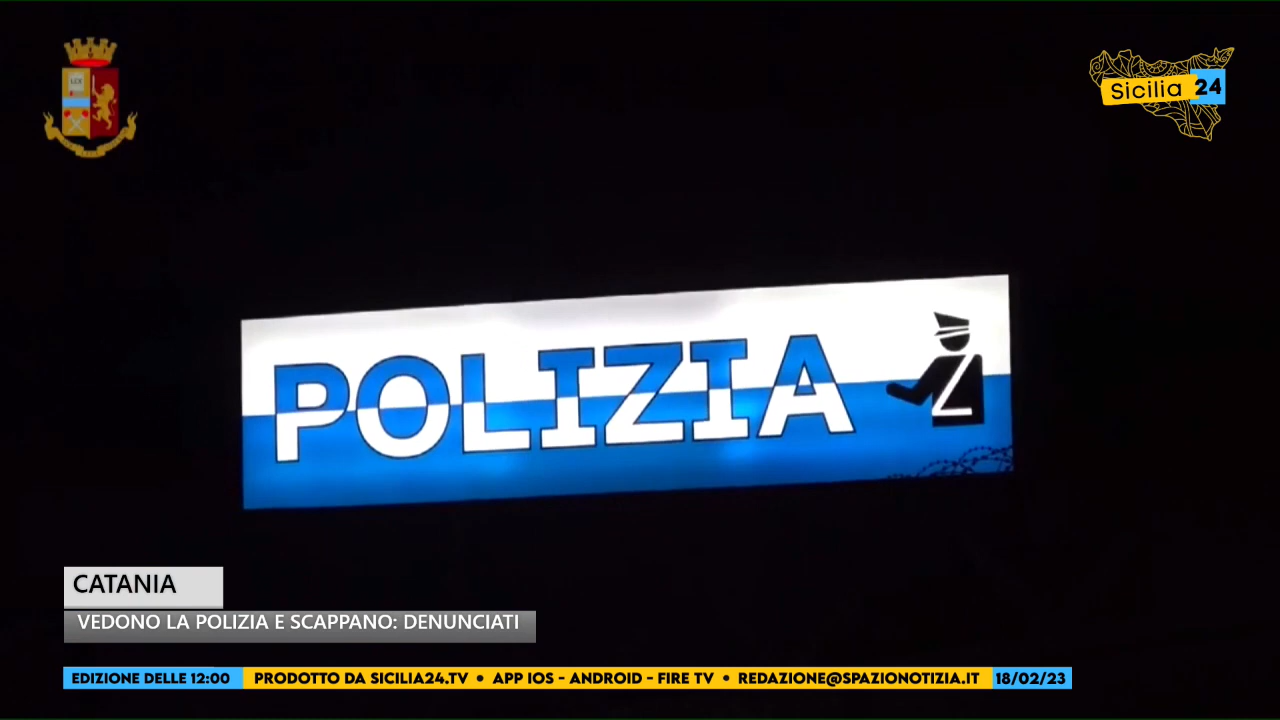 LEX
Sicilia 24
POLIZIA
CATANIA
VEDONO LA POLIZIA E SCAPPANO: DENUNCIATI
EDIZIONE DELLE 12:00 PRODOTTO DA SICILIA24.TV • APP IOS - ANDROID - FIRE TV • REDAZIONE@SPAZIONOTIZIA.IT 18/02/23